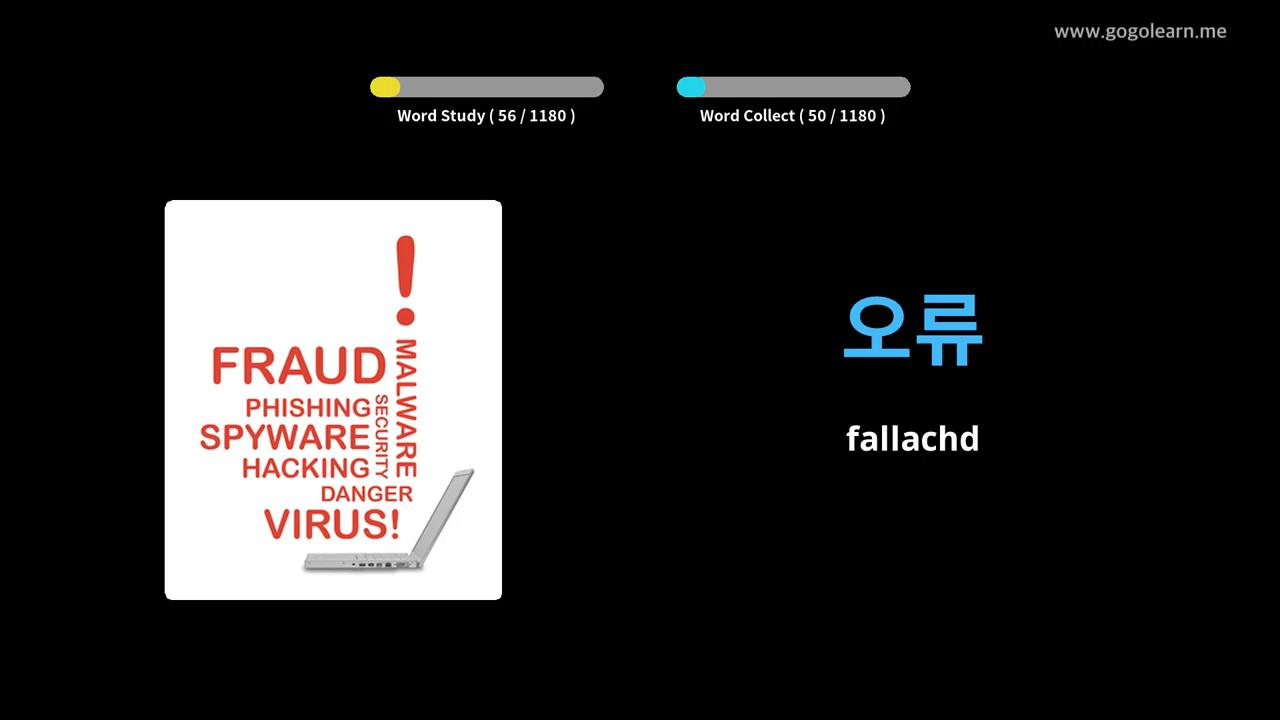 www.gogolearn.me
Word Study ( 56 / 1180 )
Word Collect ( 50 / 1180 )
!
FRAUD
MALWARE
PHISHING
SECURITY
SPYWARE
HACKING
DANGER
VIRUS!
오류
fallachd